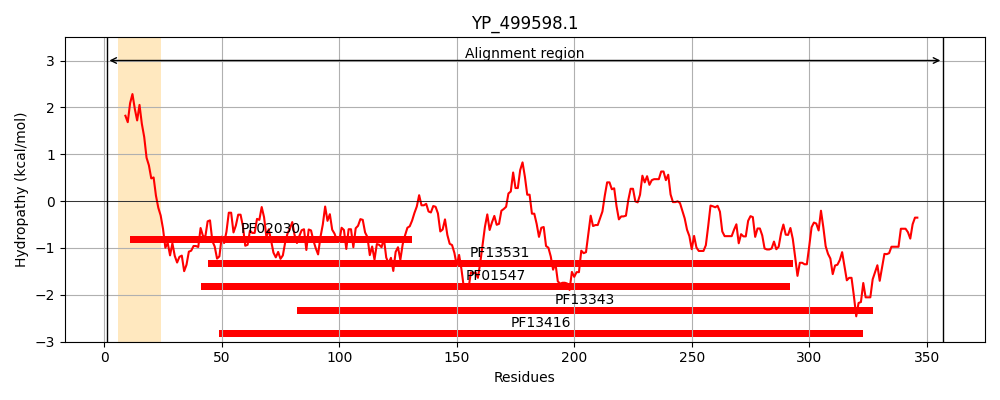 YP_499598.1
Alignment region
PF02030
PF13531
PF01547
PF13343
PF13416
Hydropathy (kcal/mol)
3
2
1
0
−1
−2
−3
0 50 100 150 200 250 300 350
Residues